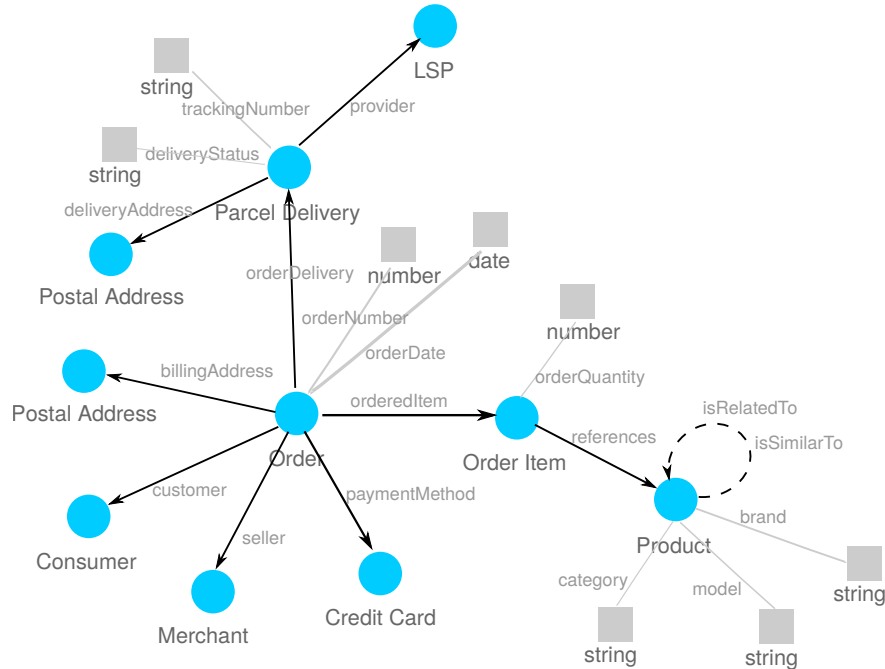 LSP
string
trackingNumber
provider
string
deliveryStatus
deliveryAddress
Parcel Delivery
Postal Address
orderDelivery
number
date
orderNumber
number
orderDate
billingAddress
orderQuantity
Postal Address
orderedItem
isRelatedTo
references
isSimilarTo
Order
Order Item
customer
paymentMethod
brand
seller
Product
Consumer
category
model
string
Credit Card
Merchant
string
string